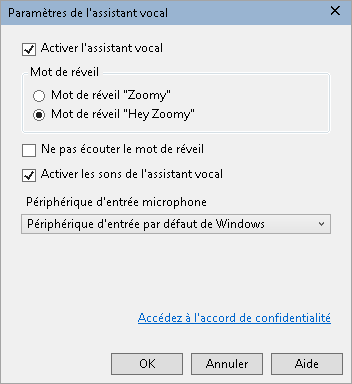 Paramètres de l'assistant vocal
Activer l'assistant vocal
Mot de réveil
Mot de réveil "Zoomy"
Mot de réveil "Hey Zoomy"
Ne pas écouter le mot de réveil
Activer les sons de l'assistant vocal
Périphérique d'entrée microphone
Périphérique d'entrée par défaut de Windows
Accédez à l'accord de confidentialité
OK Annuler Aide